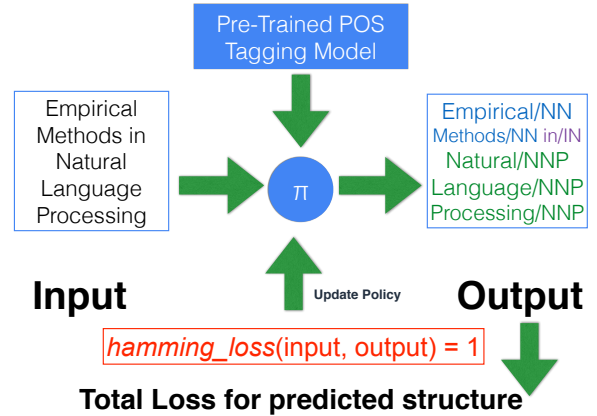 Pre-Trained POS
Tagging Model
Empirical
Methods in
Natural
Language
Processing
π
Empirical/NN
Methods/NN in/IN
Natural/NNP
Language/NNP
Processing/NNP
Input
Update Policy
Output
hamming_loss(input, output) = 1
Total Loss for predicted structure